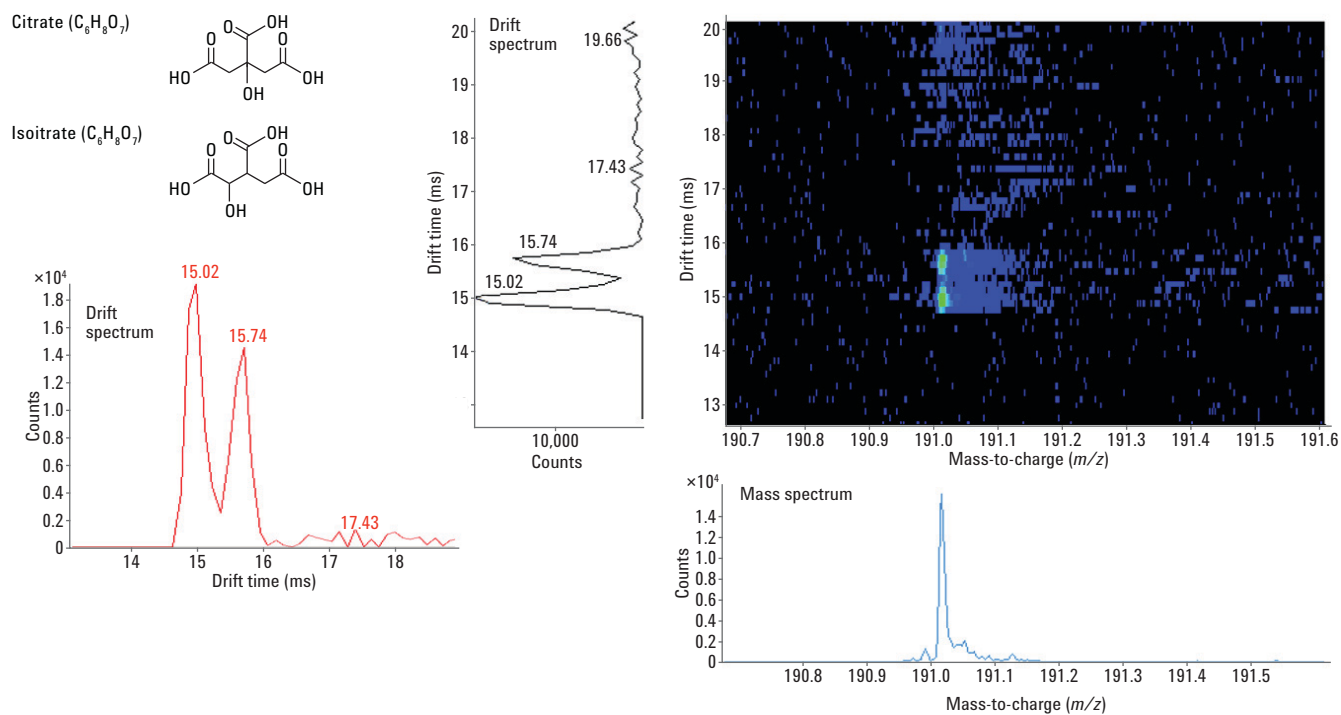 Citrate (C₆H₈O₇)
O
OH
O
O
HO
OH
OH
Isoitrate (C₆H₈O₇)
O
OH
O
O
HO
OH
OH
×10⁴
Drift
spectrum
15.02
15.74
17.43
1.8
1.6
1.4
1.2
1.0
0.8
0.6
0.4
0.2
0
Counts
14
15
16
17
18
Drift time (ms)
Drift
spectrum
19.66
17.43
15.74
15.02
20
19
18
17
16
15
14
Drift time (ms)
10,000
Counts
20
19
18
17
16
15
14
13
Drift time (ms)
190.7
190.8
190.9
191.0
191.1
191.2
191.3
191.4
191.5
191.6
Mass-to-charge (m/z)
×10⁴
Mass spectrum
1.4
1.2
1.0
0.8
0.6
0.4
0.2
0
Counts
190.8
190.9
191.0
191.1
191.2
191.3
191.4
191.5
Mass-to-charge (m/z)